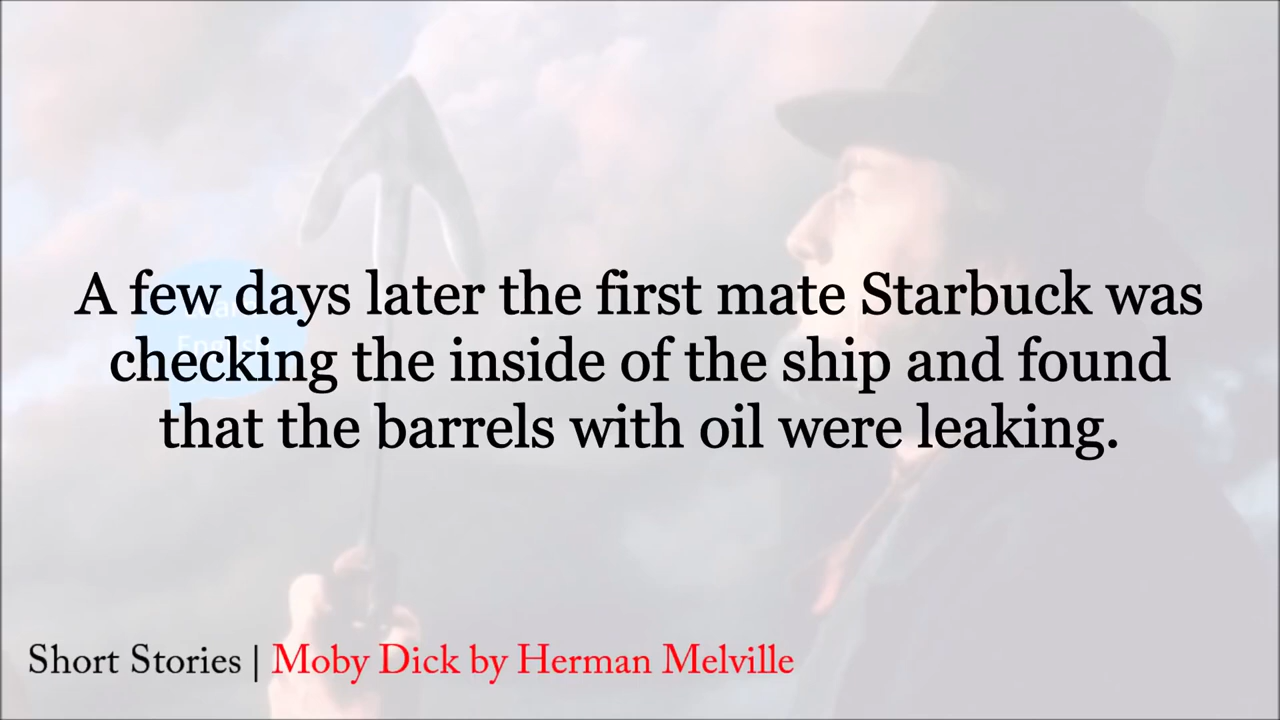 A few days later the first mate Starbuck was
checking the inside of the ship and found
that the barrels with oil were leaking.
Short Stories | Moby Dick by Herman Melville